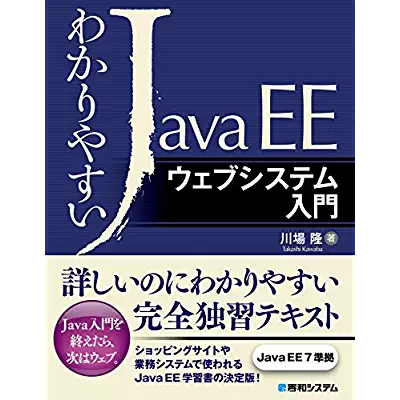 わかりやすい
Java EE
ウェブシステム
入門
川場 隆 著
Takashi Kawaba
詳しいのにわかりやすい
完全独習テキスト
Java入門を
終えたら、
次はウェブ。
ショッピングサイトや
業務システムで使われる
Java EE学習書の決定版!
Java EE 7 準拠
秀和システム